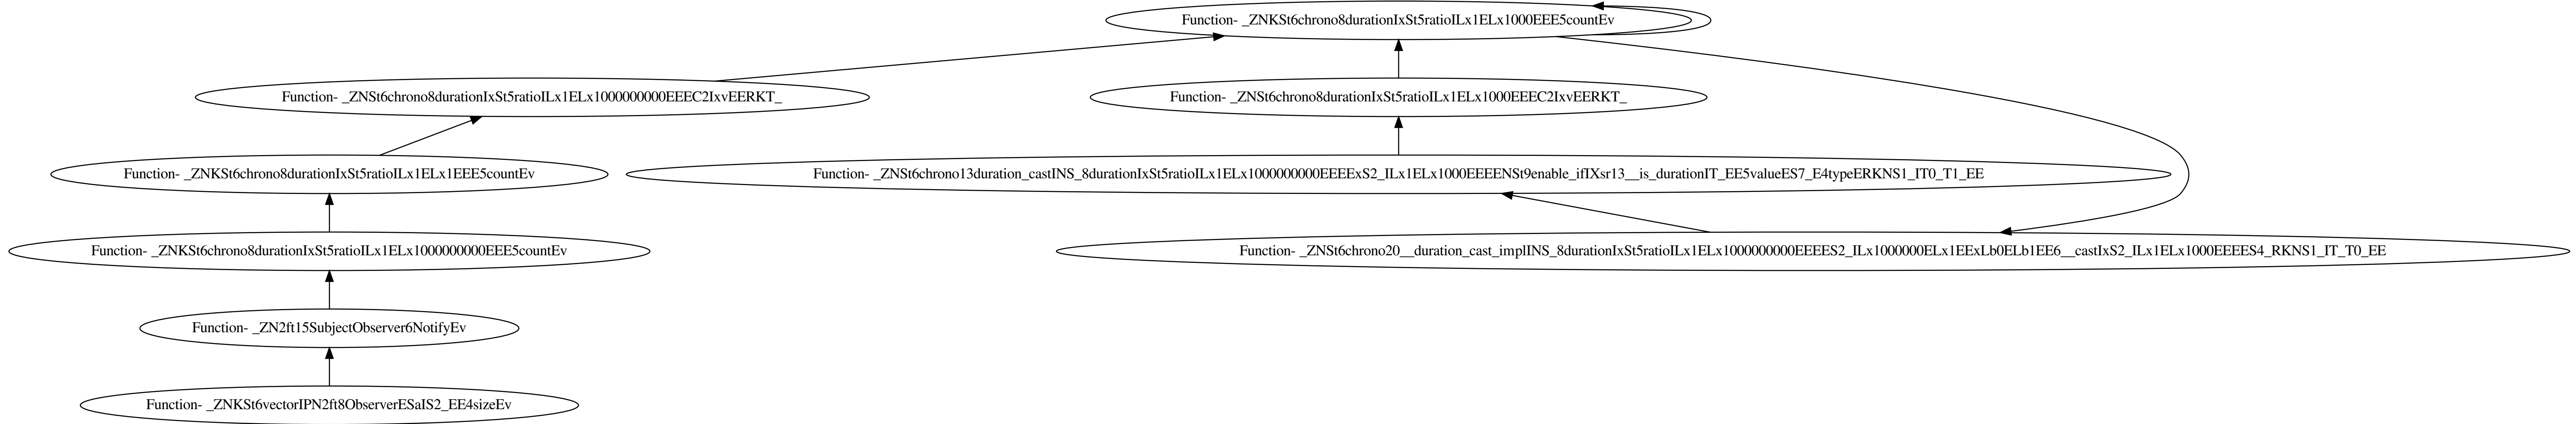 Function- _ZNKSt6chrono8durationIxSt5ratioILx1ELx1000EEE5countEv
Function- _ZNSt6chrono8durationIxSt5ratioILx1ELx1000000000EEEC2IxvEERKT_
Function- _ZNSt6chrono8durationIxSt5ratioILx1ELx1000EEEC2IxvEERKT_
Function- _ZNKSt6chrono8durationIxSt5ratioILx1ELx1EEE5countEv
Function- _ZNSt6chrono13duration_castINS_8durationIxSt5ratioILx1ELx1000000000EEEExS2_ILx1ELx1000EEEENSt9enable_ifIXsr13__is_durationIT_EE5valueES7_E4typeERKNS1_IT0_T1_EE
Function- _ZNKSt6chrono8durationIxSt5ratioILx1ELx1000000000EEE5countEv
Function- _ZNSt6chrono20__duration_cast_implINS_8durationIxSt5ratioILx1ELx1000000000EEEES2_ILx1000000ELx1EExLb0ELb1EE6__castIxS2_ILx1ELx1000EEEES4_RKNS1_IT_T0_EE
Function- _ZN2ft15SubjectObserver6NotifyEv
Function- _ZNKSt6vectorIPN2ft8ObserverESaIS2_EE4sizeEv